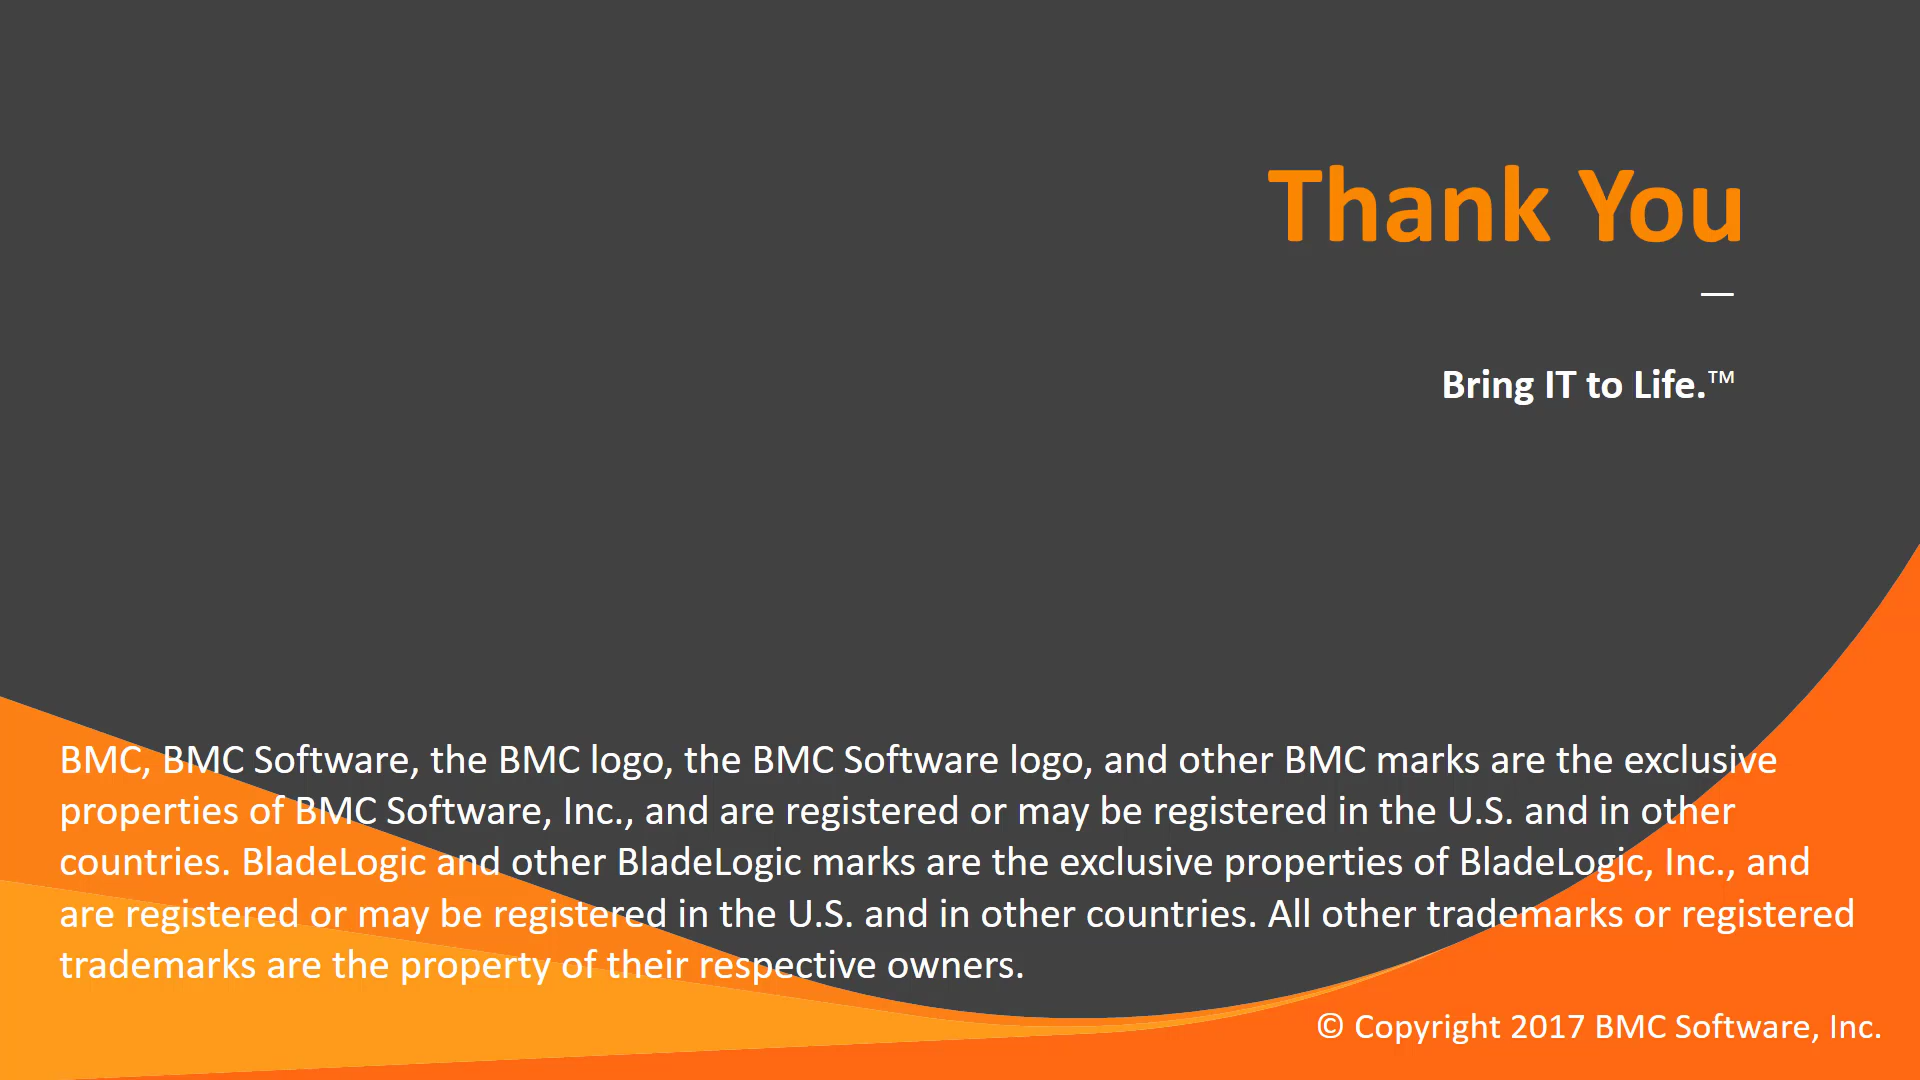 Thank You
—
Bring IT to Life.™
BMC, BMC Software, the BMC logo, the BMC Software logo, and other BMC marks are the exclusive
properties of BMC Software, Inc., and are registered or may be registered in the U.S. and in other
countries. BladeLogic and other BladeLogic marks are the exclusive properties of BladeLogic, Inc., and
are registered or may be registered in the U.S. and in other countries. All other trademarks or registered
trademarks are the property of their respective owners.
© Copyright 2017 BMC Software, Inc.